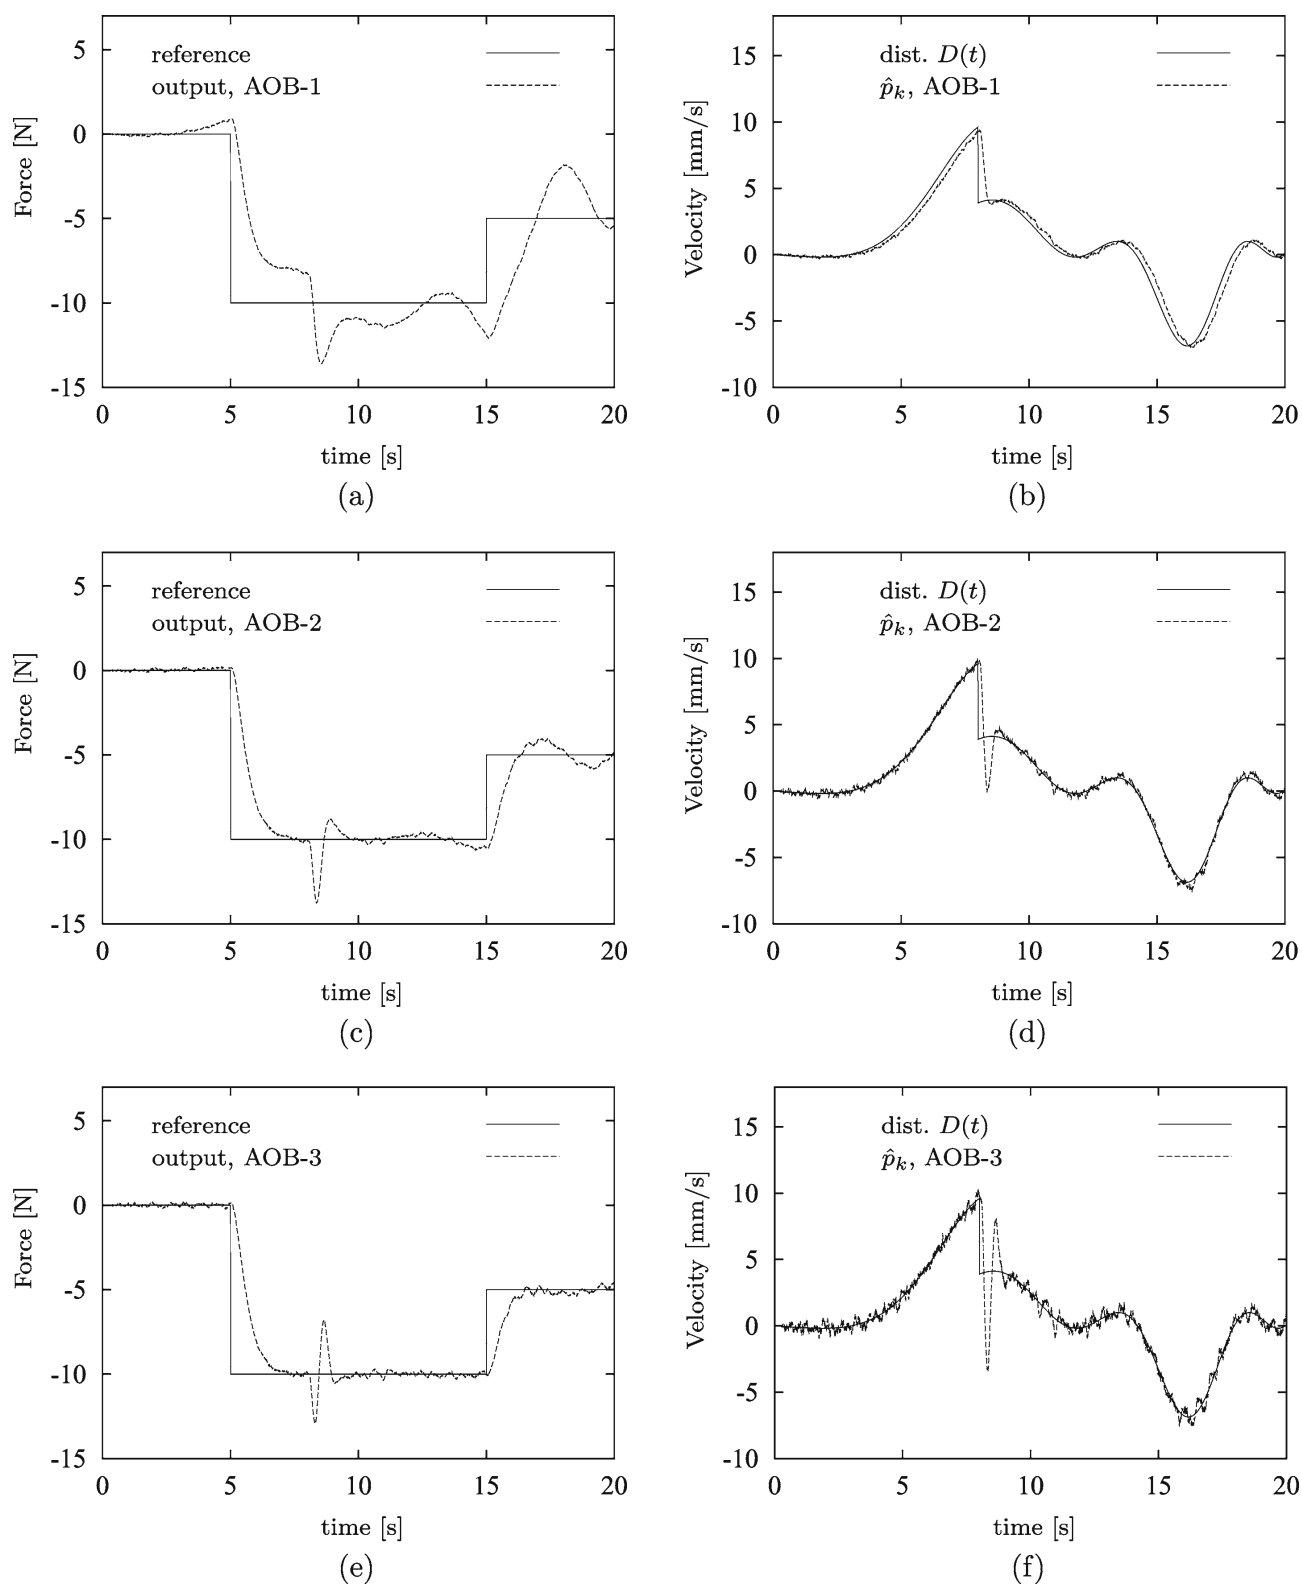 reference
output, AOB-1
5
0
-5
-10
-15
Force [N]
0 5 10 15 20
time [s]
(a)
dist. D(t)
p̂ₖ, AOB-1
15
10
5
0
-5
-10
Velocity [mm/s]
0 5 10 15 20
time [s]
(b)
reference
output, AOB-2
5
0
-5
-10
-15
Force [N]
0 5 10 15 20
time [s]
(c)
dist. D(t)
p̂ₖ, AOB-2
15
10
5
0
-5
-10
Velocity [mm/s]
0 5 10 15 20
time [s]
(d)
reference
output, AOB-3
5
0
-5
-10
-15
Force [N]
0 5 10 15 20
time [s]
(e)
dist. D(t)
p̂ₖ, AOB-3
15
10
5
0
-5
-10
Velocity [mm/s]
0 5 10 15 20
time [s]
(f)